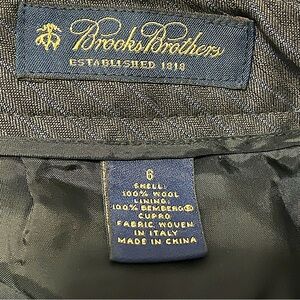 Brooks Brothers
ESTABLISHED 1818
6
SHELL:
100% WOOL
LINING:
100% BEMBERG®
CUPRO
FABRIC WOVEN
IN ITALY
MADE IN CHINA